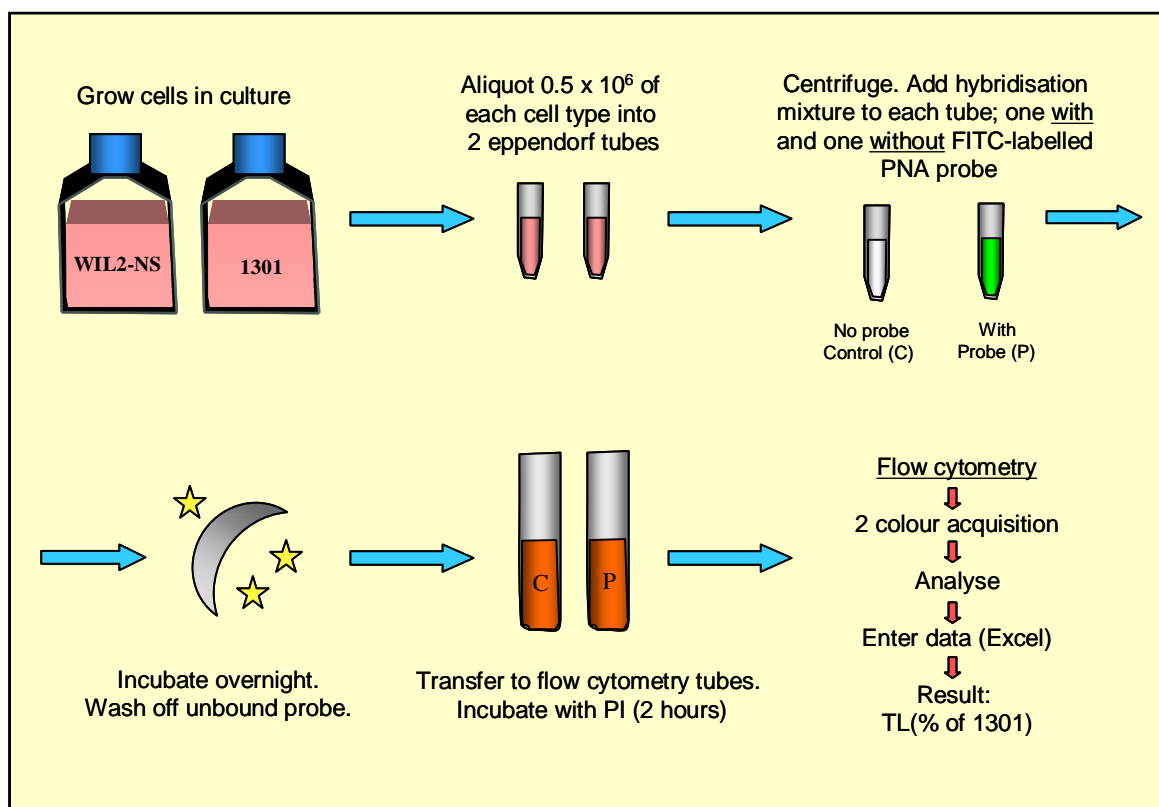 Grow cells in culture
WIL2-NS
1301
Aliquot 0.5 x 10⁶ of
each cell type into
2 eppendorf tubes
Centrifuge. Add hybridisation
mixture to each tube; one with
and one without FITC-labelled
PNA probe
No probe
Control (C)
With
Probe (P)
Incubate overnight.
Wash off unbound probe.
C
P
Transfer to flow cytometry tubes.
Incubate with PI (2 hours)
Flow cytometry
2 colour acquisition
Analyse
Enter data (Excel)
Result:
TL(% of 1301)